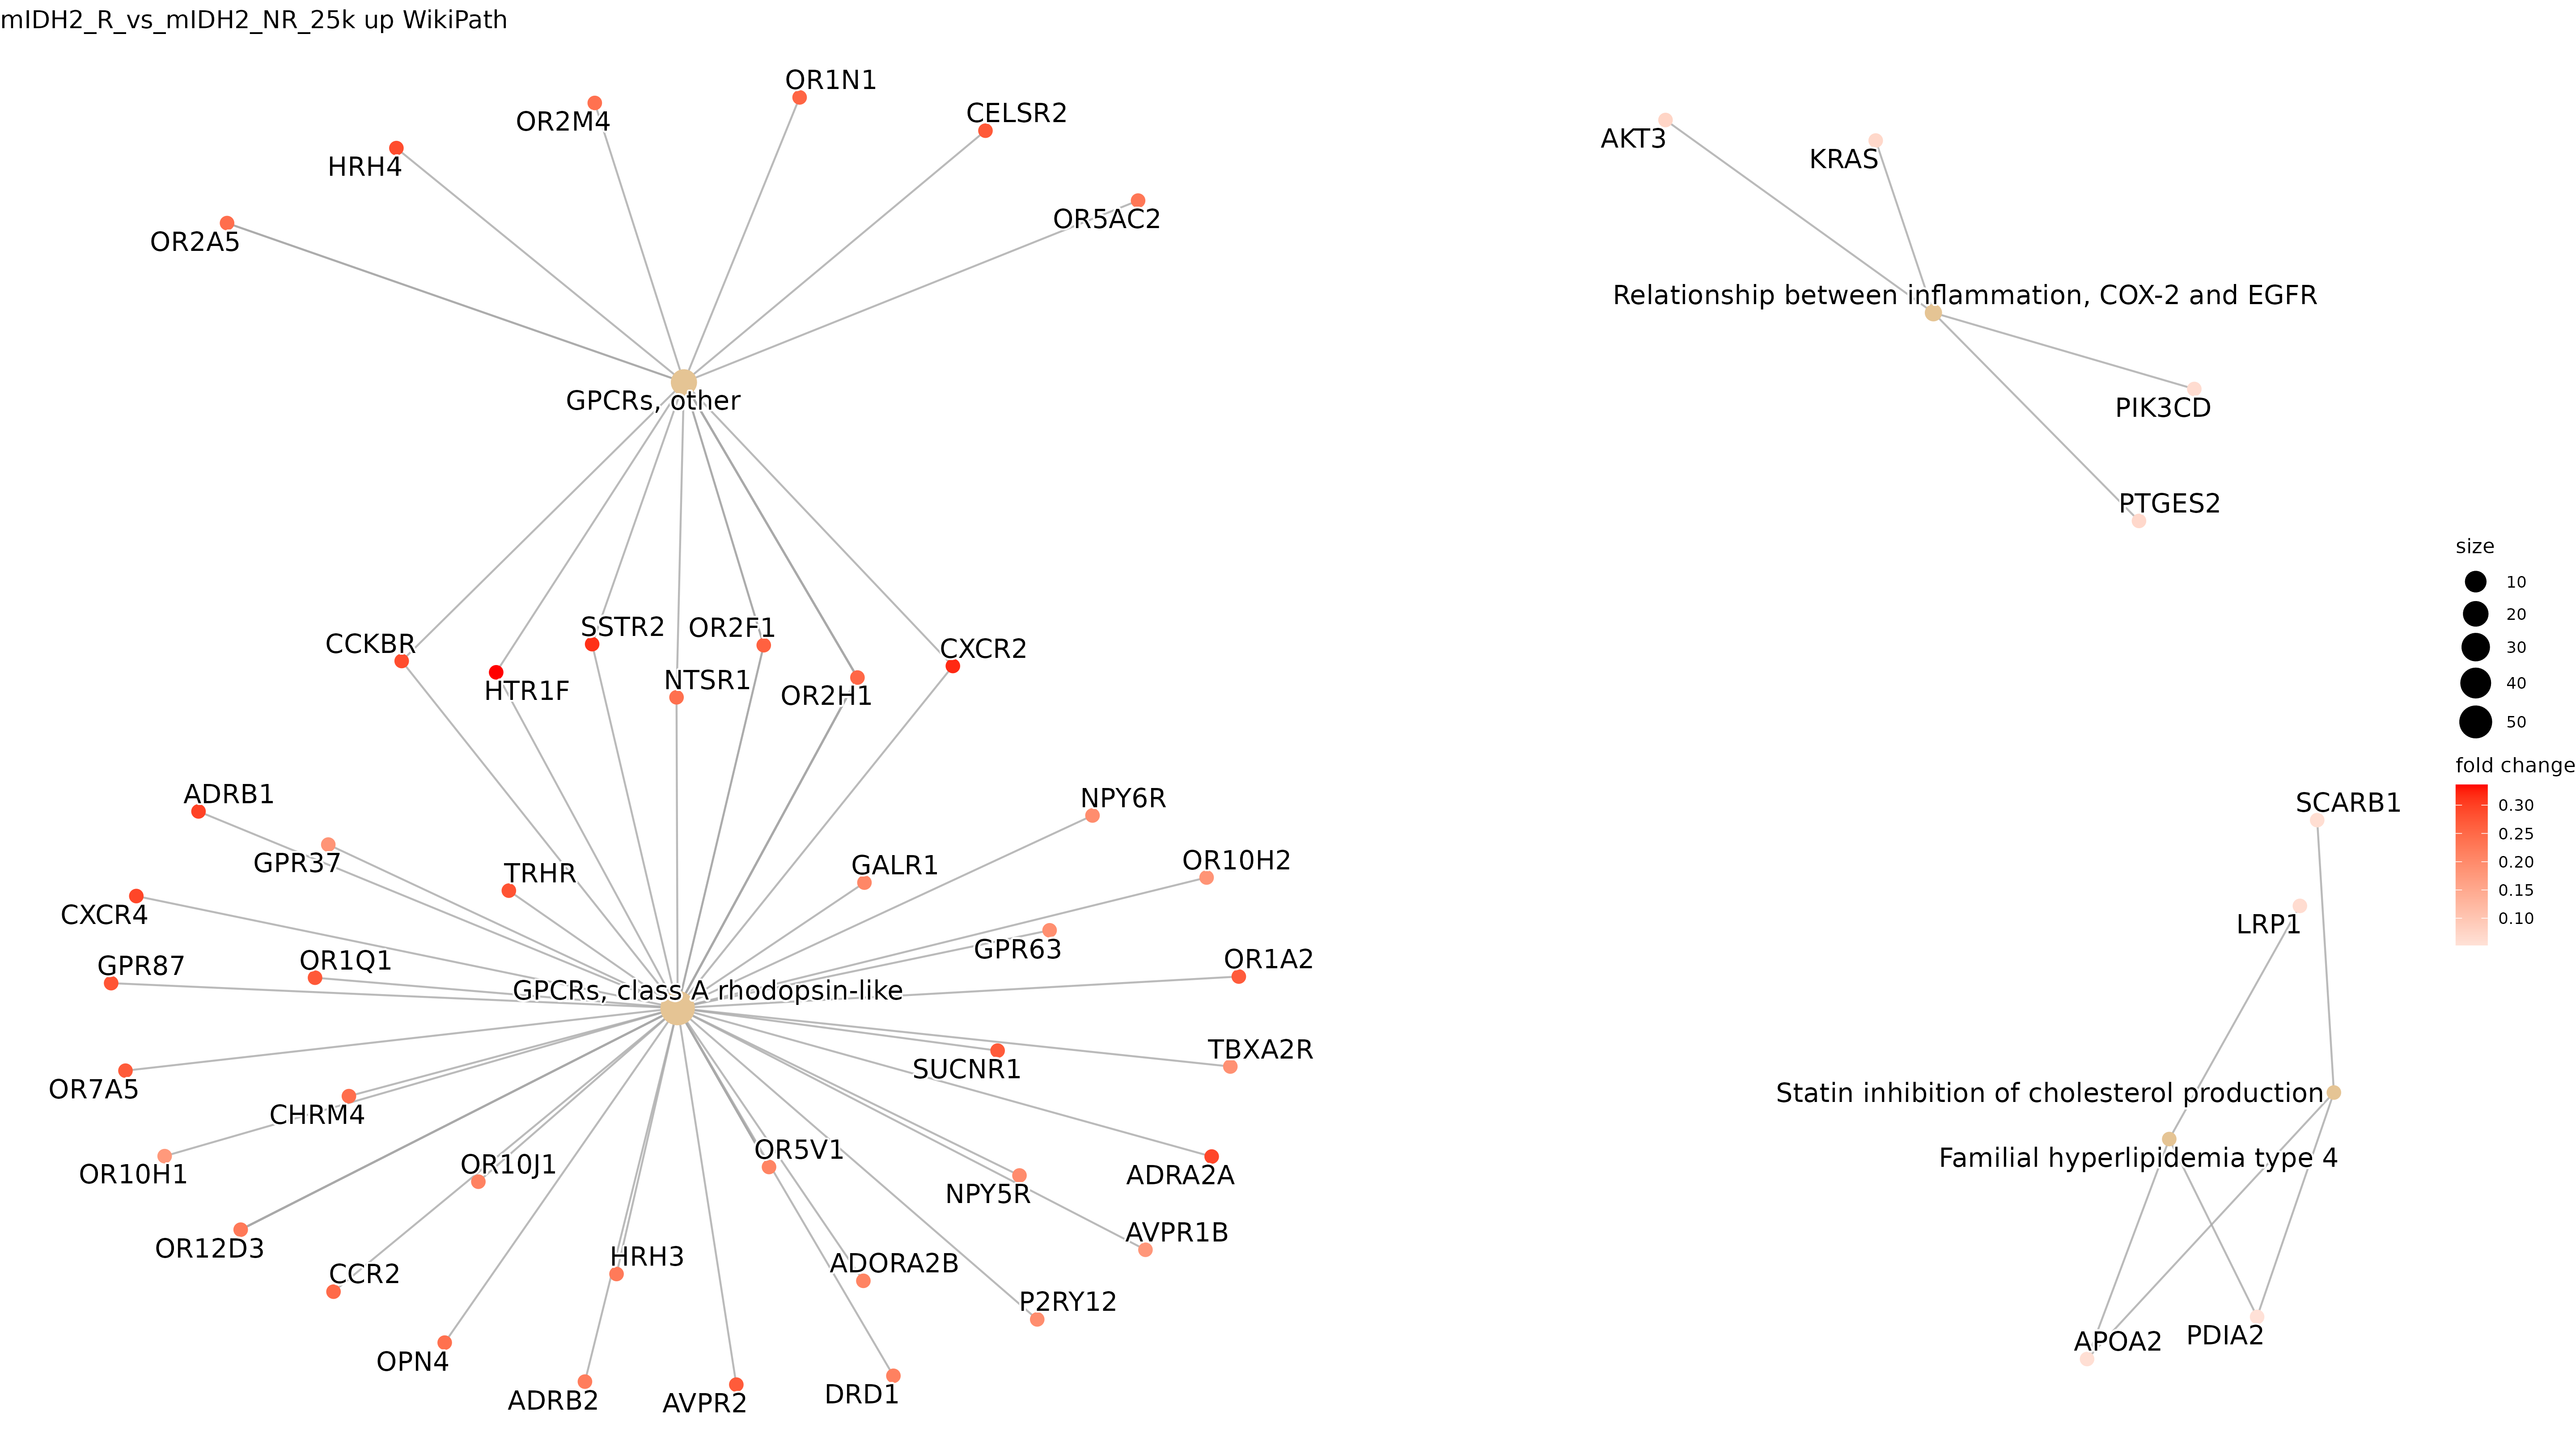 mIDH2_R_vs_mIDH2_NR_25k up WikiPath
OR1N1
OR2M4
CELSR2
HRH4
OR5AC2
OR2A5
GPCRs, other
AKT3
KRAS
Relationship between inflammation, COX-2 and EGFR
PIK3CD
PTGES2
CCKBR
SSTR2
OR2F1
CXCR2
HTR1F
NTSR1
OR2H1
ADRB1
NPY6R
GPR37
TRHR
GALR1
OR10H2
CXCR4
GPR63
GPR87
OR1Q1
OR1A2
GPCRs, class A rhodopsin-like
OR7A5
SUCNR1
TBXA2R
CHRM4
OR10H1
OR10J1
OR5V1
NPY5R
ADRA2A
OR12D3
AVPR1B
CCR2
HRH3
ADORA2B
P2RY12
OPN4
ADRB2
AVPR2
DRD1
SCARB1
LRP1
Statin inhibition of cholesterol production
Familial hyperlipidemia type 4
APOA2
PDIA2
size
10
20
30
40
50
fold change
0.30
0.25
0.20
0.15
0.10